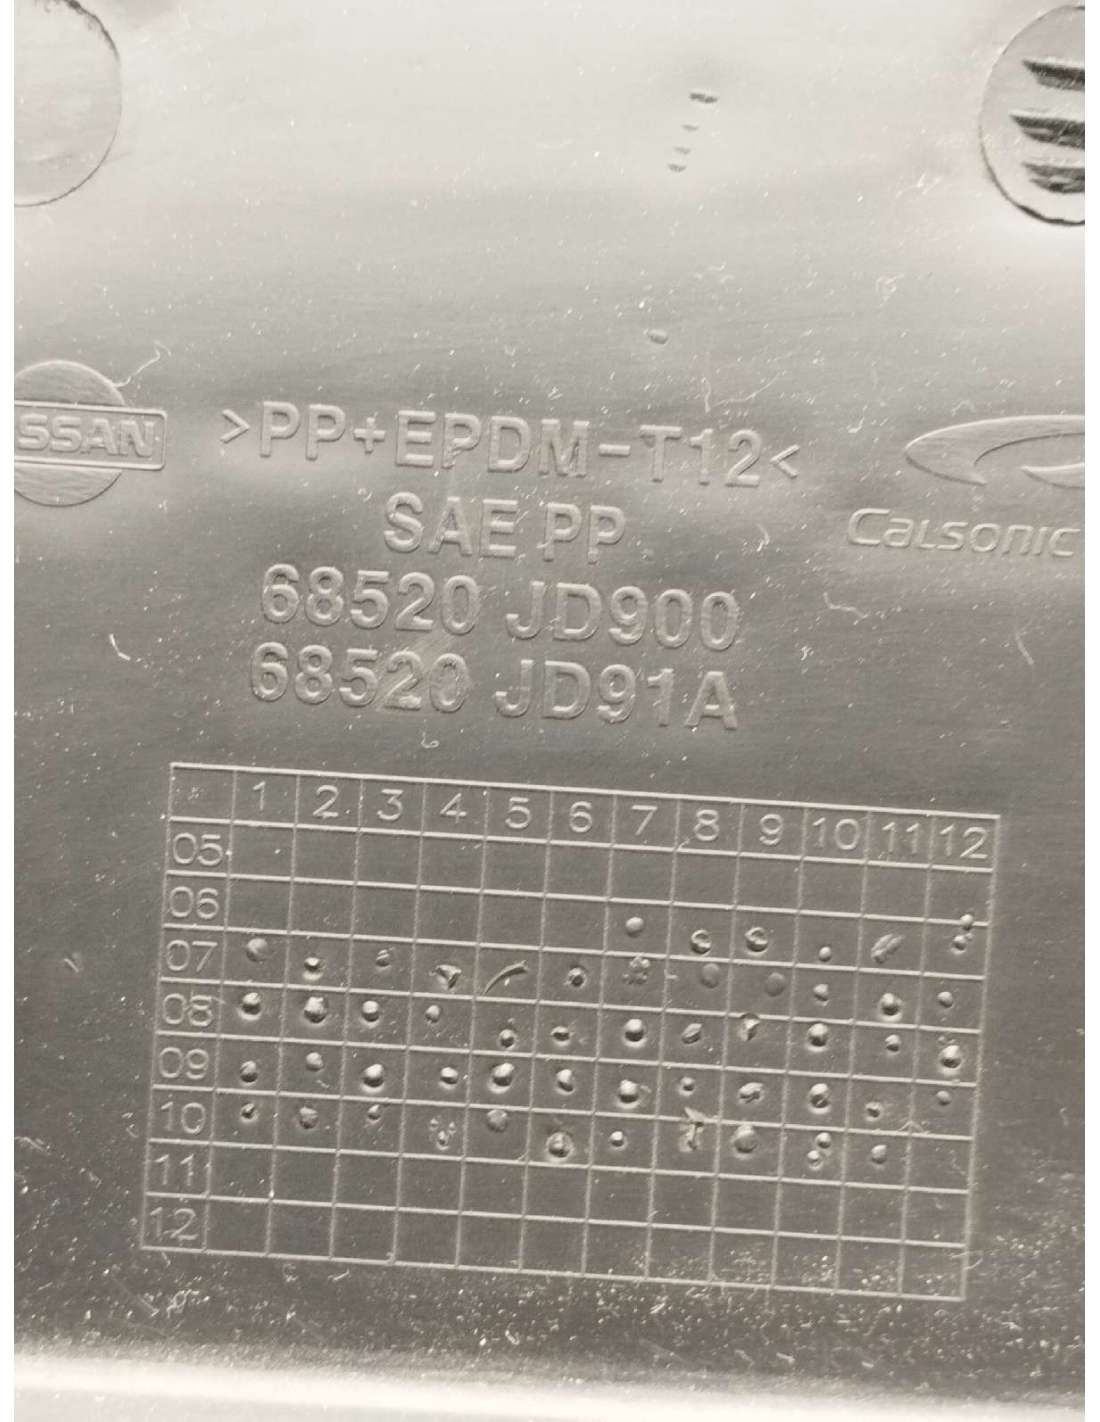 SSAN
>PP+EPDM-T12<
CALSONIC
SAE PP
68520 JD900
68520 JD91A
1 2 3 4 5 6 7 8 9 10 11 12
05
06
07
08
09
10
11
12